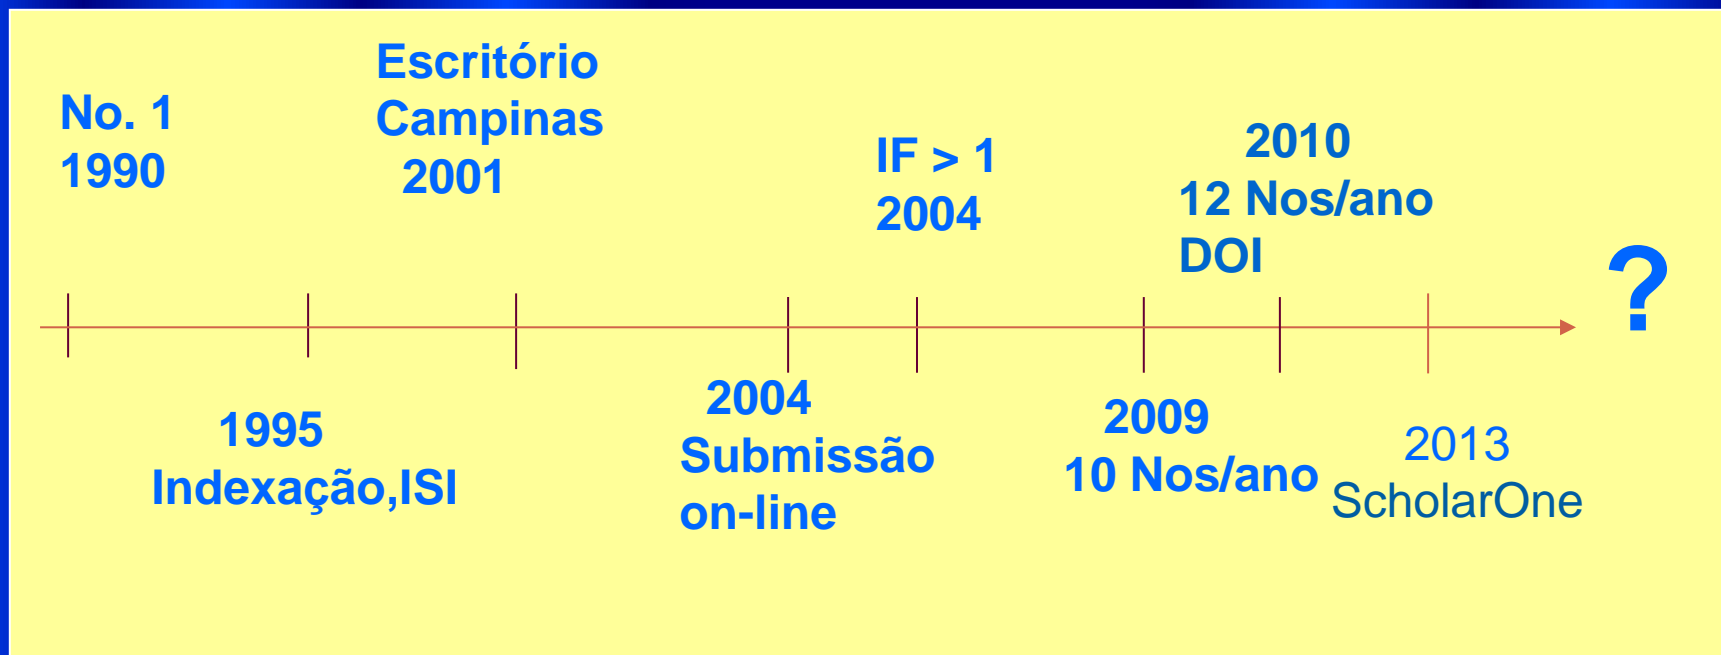 No. 1
1990
Escritório
Campinas
2001
IF > 1
2004
2010
12 Nos/ano
DOI
?
1995
Indexação,ISI
2004
Submissão
on-line
2009
10 Nos/ano
2013
ScholarOne